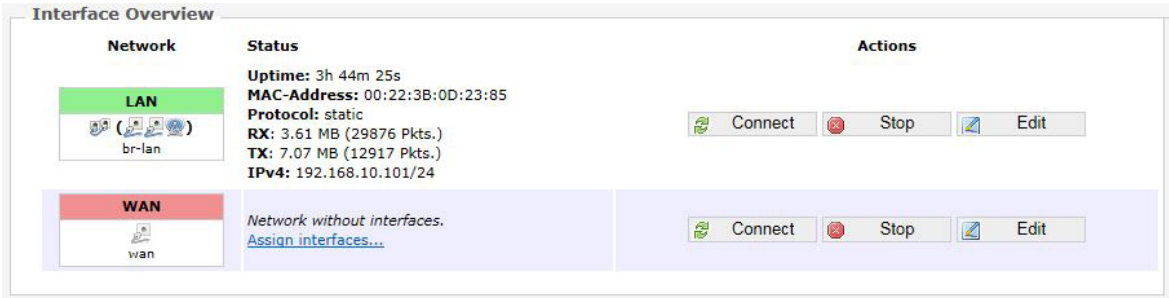 Interface Overview
Network Status Actions
LAN
br-lan
Uptime: 3h 44m 25s
MAC-Address: 00:22:3B:0D:23:85
Protocol: static
RX: 3.61 MB (29876 Pkts.)
TX: 7.07 MB (12917 Pkts.)
IPv4: 192.168.10.101/24
Connect Stop Edit
WAN
wan
Network without interfaces.
Assign interfaces...
Connect Stop Edit